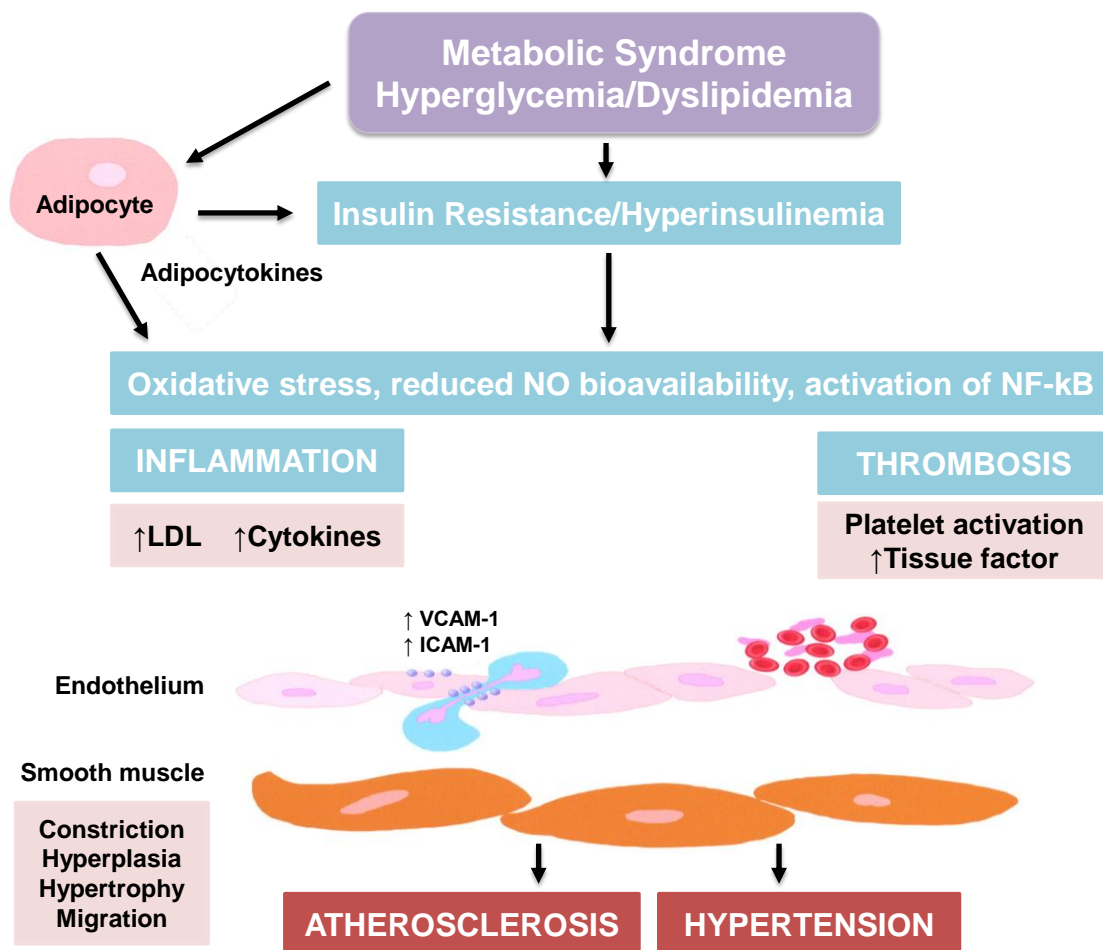 Metabolic Syndrome
Hyperglycemia/Dyslipidemia
Adipocyte
Insulin Resistance/Hyperinsulinemia
Adipocytokines
Oxidative stress, reduced NO bioavailability, activation of NF-kB
INFLAMMATION
THROMBOSIS
↑LDL ↑Cytokines
Platelet activation
↑Tissue factor
↑ VCAM-1
↑ ICAM-1
Endothelium
Smooth muscle
Constriction
Hyperplasia
Hypertrophy
Migration
ATHEROSCLEROSIS
HYPERTENSION